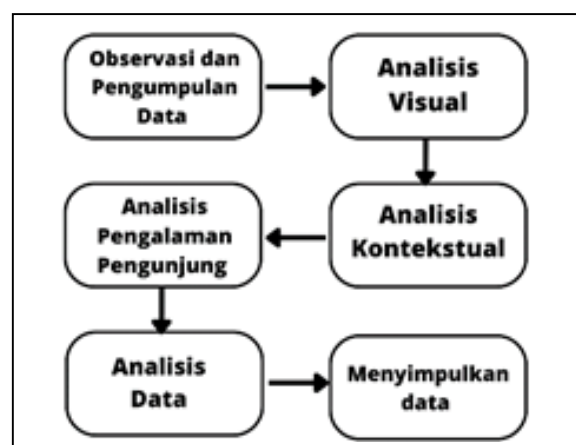 Observasi dan
Pengumpulan
Data
Analisis
Visual
Analisis
Kontekstual
Analisis
Pengalaman
Pengunjung
Analisis
Data
Menyimpulkan
data